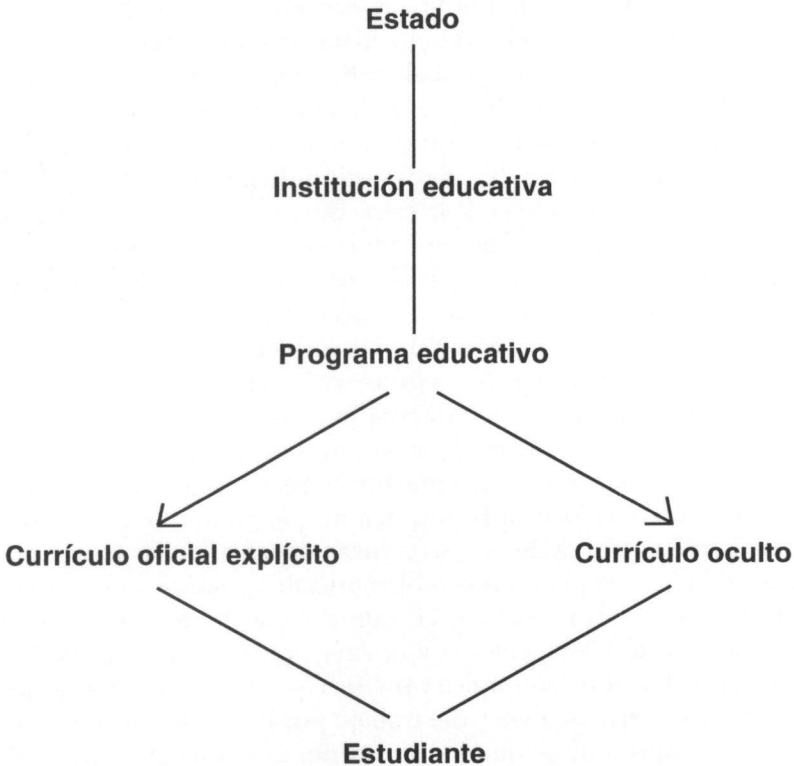 Estado
Institución educativa
Programa educativo
Currículo oficial explícito
Currículo oculto
Estudiante